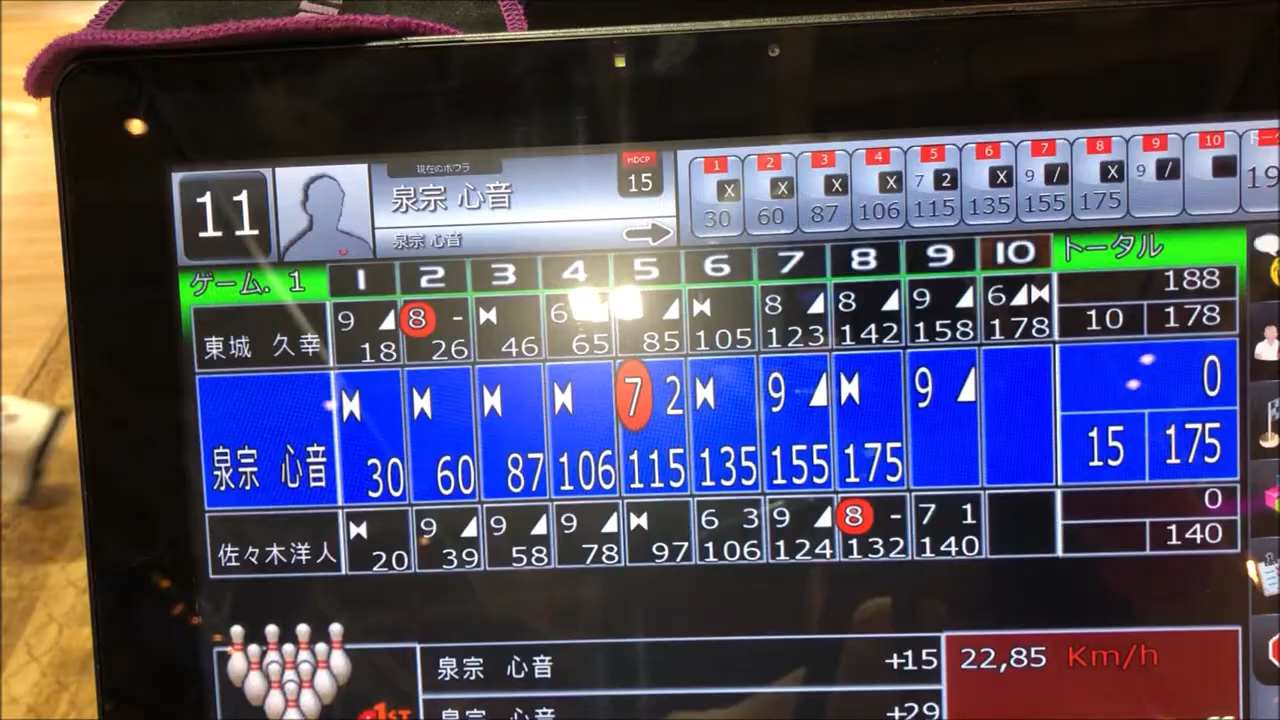 現在のボウラ
11
泉宗 心音
HDCP
15
泉宗 心音
1 2 3 4 5 6 7 8 9 10
X X X X 7 2 X 9 / X 9 /
30 60 87 106 115 135 155 175
ゲーム. 1 1 2 3 4 5 6 7 8 9 10 トータル
東城 久幸 9 8 - 6 8 8 9 6 188
18 26 46 65 85 105 123 142 158 178 10 178
泉宗 心音 7 2 9 9 0
30 60 87 106 115 135 155 175 15 175
佐々木洋人 9 9 9 6 3 9 8 - 7 1 0
20 39 58 78 97 106 124 132 140 140
泉宗 心音 +15 22,85 Km/h
泉宗 心音 +29
1ST